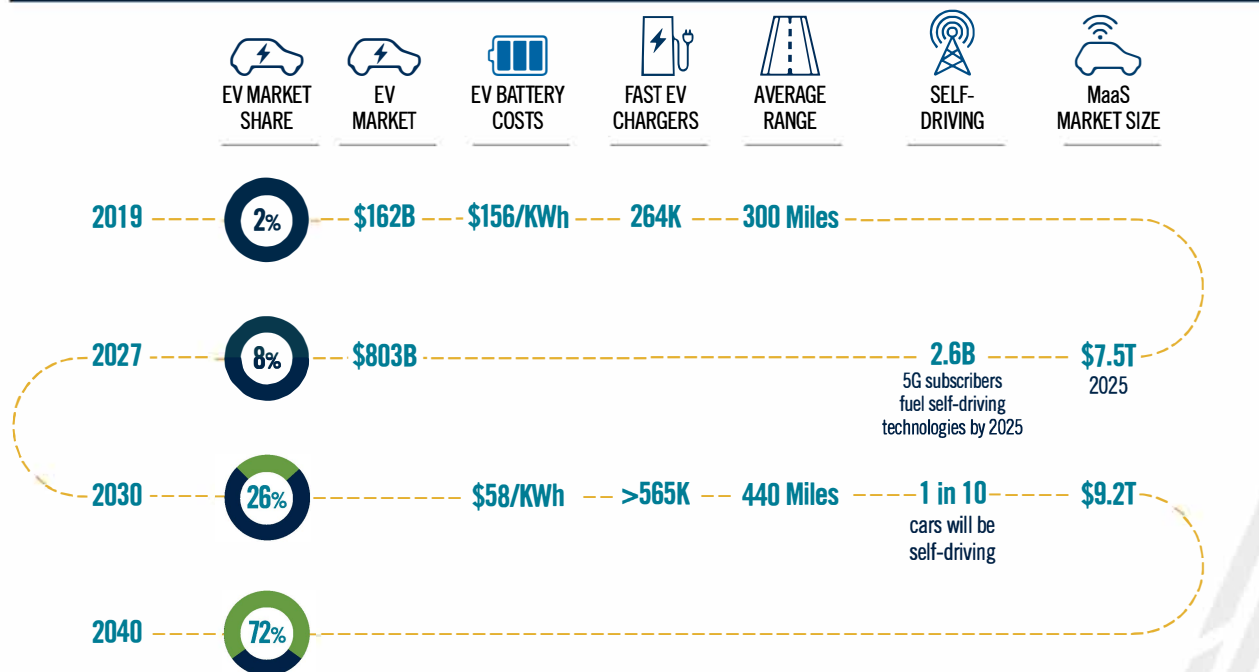 EV MARKET
SHARE
EV
MARKET
EV BATTERY
COSTS
FAST EV
CHARGERS
AVERAGE
RANGE
SELF-
DRIVING
MaaS
MARKET SIZE
2019
2%
$162B
$156/KWh
264K
300 Miles
2027
8%
$803B
2.6B
5G subscribers
fuel self-driving
technologies by 2025
$7.5T
2025
2030
26%
$58/KWh
>565K
440 Miles
1 in 10
cars will be
self-driving
$9.2T
2040
72%